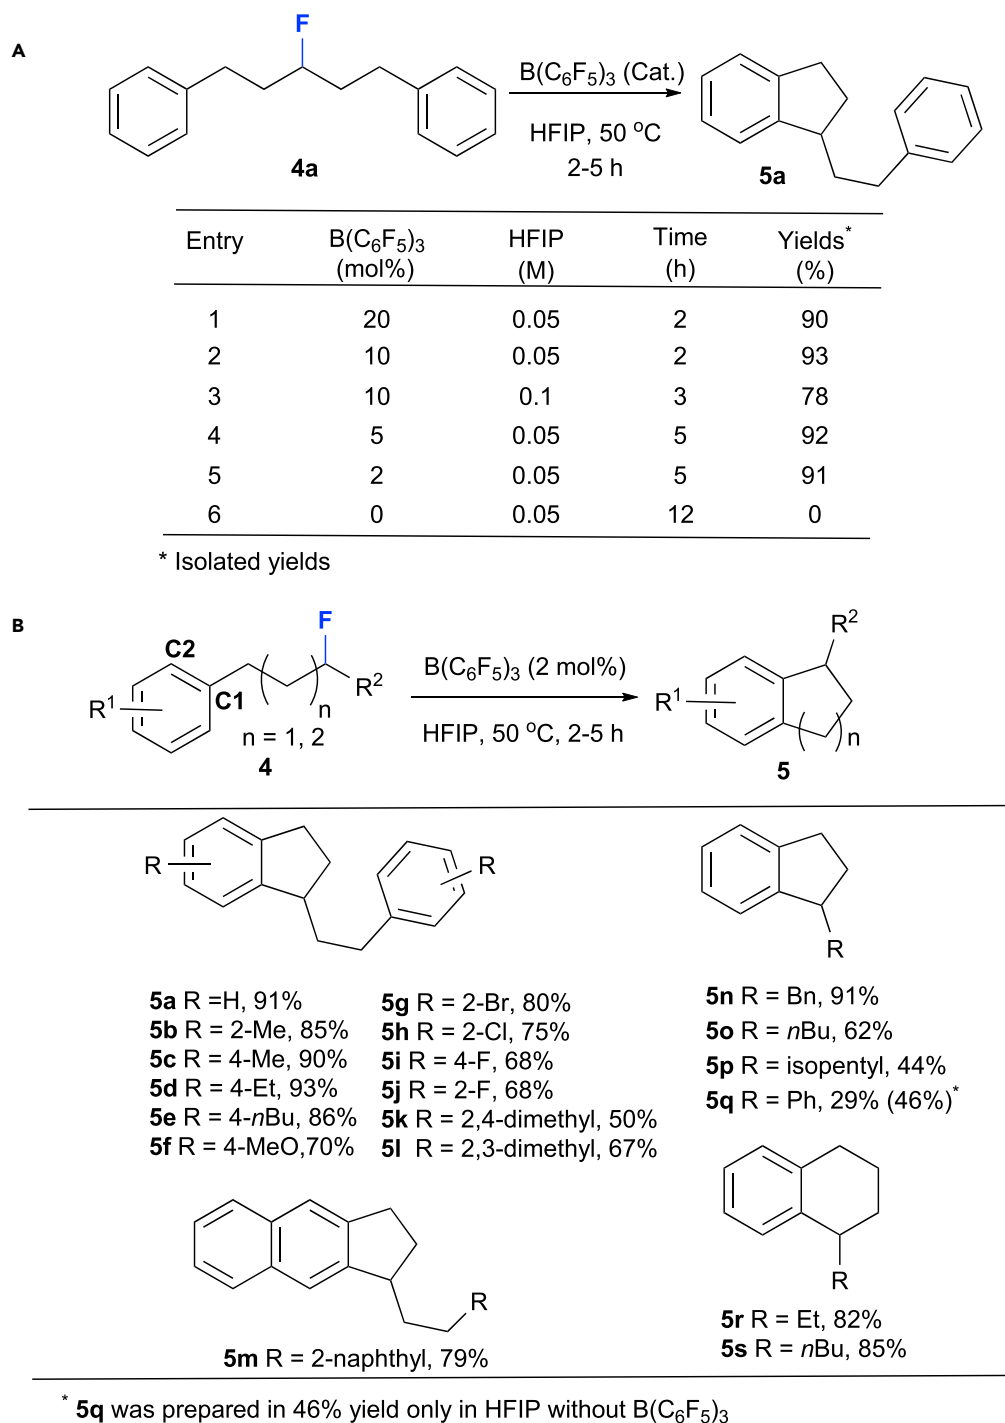 A
F
B(C₆F₅)₃ (Cat.)
HFIP, 50 °C
2-5 h
4a
5a
Entry B(C₆F₅)₃ HFIP Time Yields*
(mol%) (M) (h) (%)
1 20 0.05 2 90
2 10 0.05 2 93
3 10 0.1 3 78
4 5 0.05 5 92
5 2 0.05 5 91
6 0 0.05 12 0
* Isolated yields
B
F
C2
R¹
C1
R²
n
n = 1, 2
4
B(C₆F₅)₃ (2 mol%)
HFIP, 50 °C, 2-5 h
R²
R¹
n
5
R
R
R
5a R =H, 91% 5g R = 2-Br, 80% 5n R = Bn, 91%
5b R = 2-Me, 85% 5h R = 2-Cl, 75% 5o R = nBu, 62%
5c R = 4-Me, 90% 5i R = 4-F, 68% 5p R = isopentyl, 44%
5d R = 4-Et, 93% 5j R = 2-F, 68% 5q R = Ph, 29% (46%)*
5e R = 4-nBu, 86% 5k R = 2,4-dimethyl, 50%
5f R = 4-MeO,70% 5l R = 2,3-dimethyl, 67%
R
R
5m R = 2-naphthyl, 79%
5r R = Et, 82%
5s R = nBu, 85%
* 5q was prepared in 46% yield only in HFIP without B(C₆F₅)₃